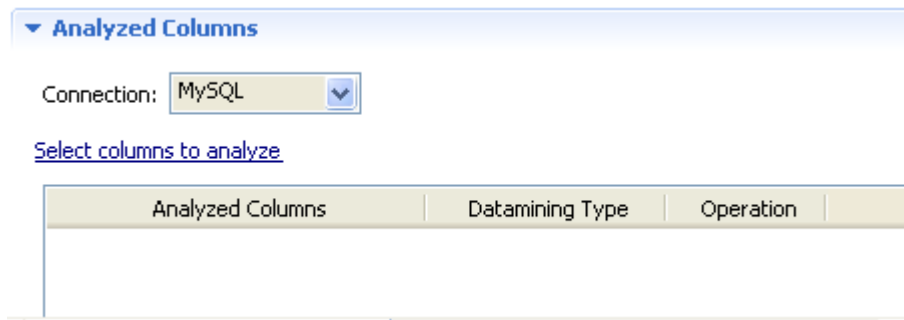 Analyzed Columns
Connection: MySQL
Select columns to analyze
Analyzed Columns Datamining Type Operation